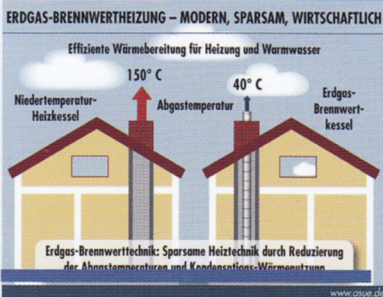 ERDGAS-BRENNWERTHEIZUNG – MODERN, SPARSAM, WIRTSCHAFTLICH
Effiziente Wärmebereitung für Heizung und Warmwasser
150° C
40° C
Niedertemperatur-
Heizkessel
Abgastemperatur
Erdgas-
Brennwert-
kessel
Erdgas-Brennwerttechnik: Sparsame Heiztechnik durch Reduzierung
der Abgastemperaturen und Kondensations-Wärmenutzung
www.asue.de